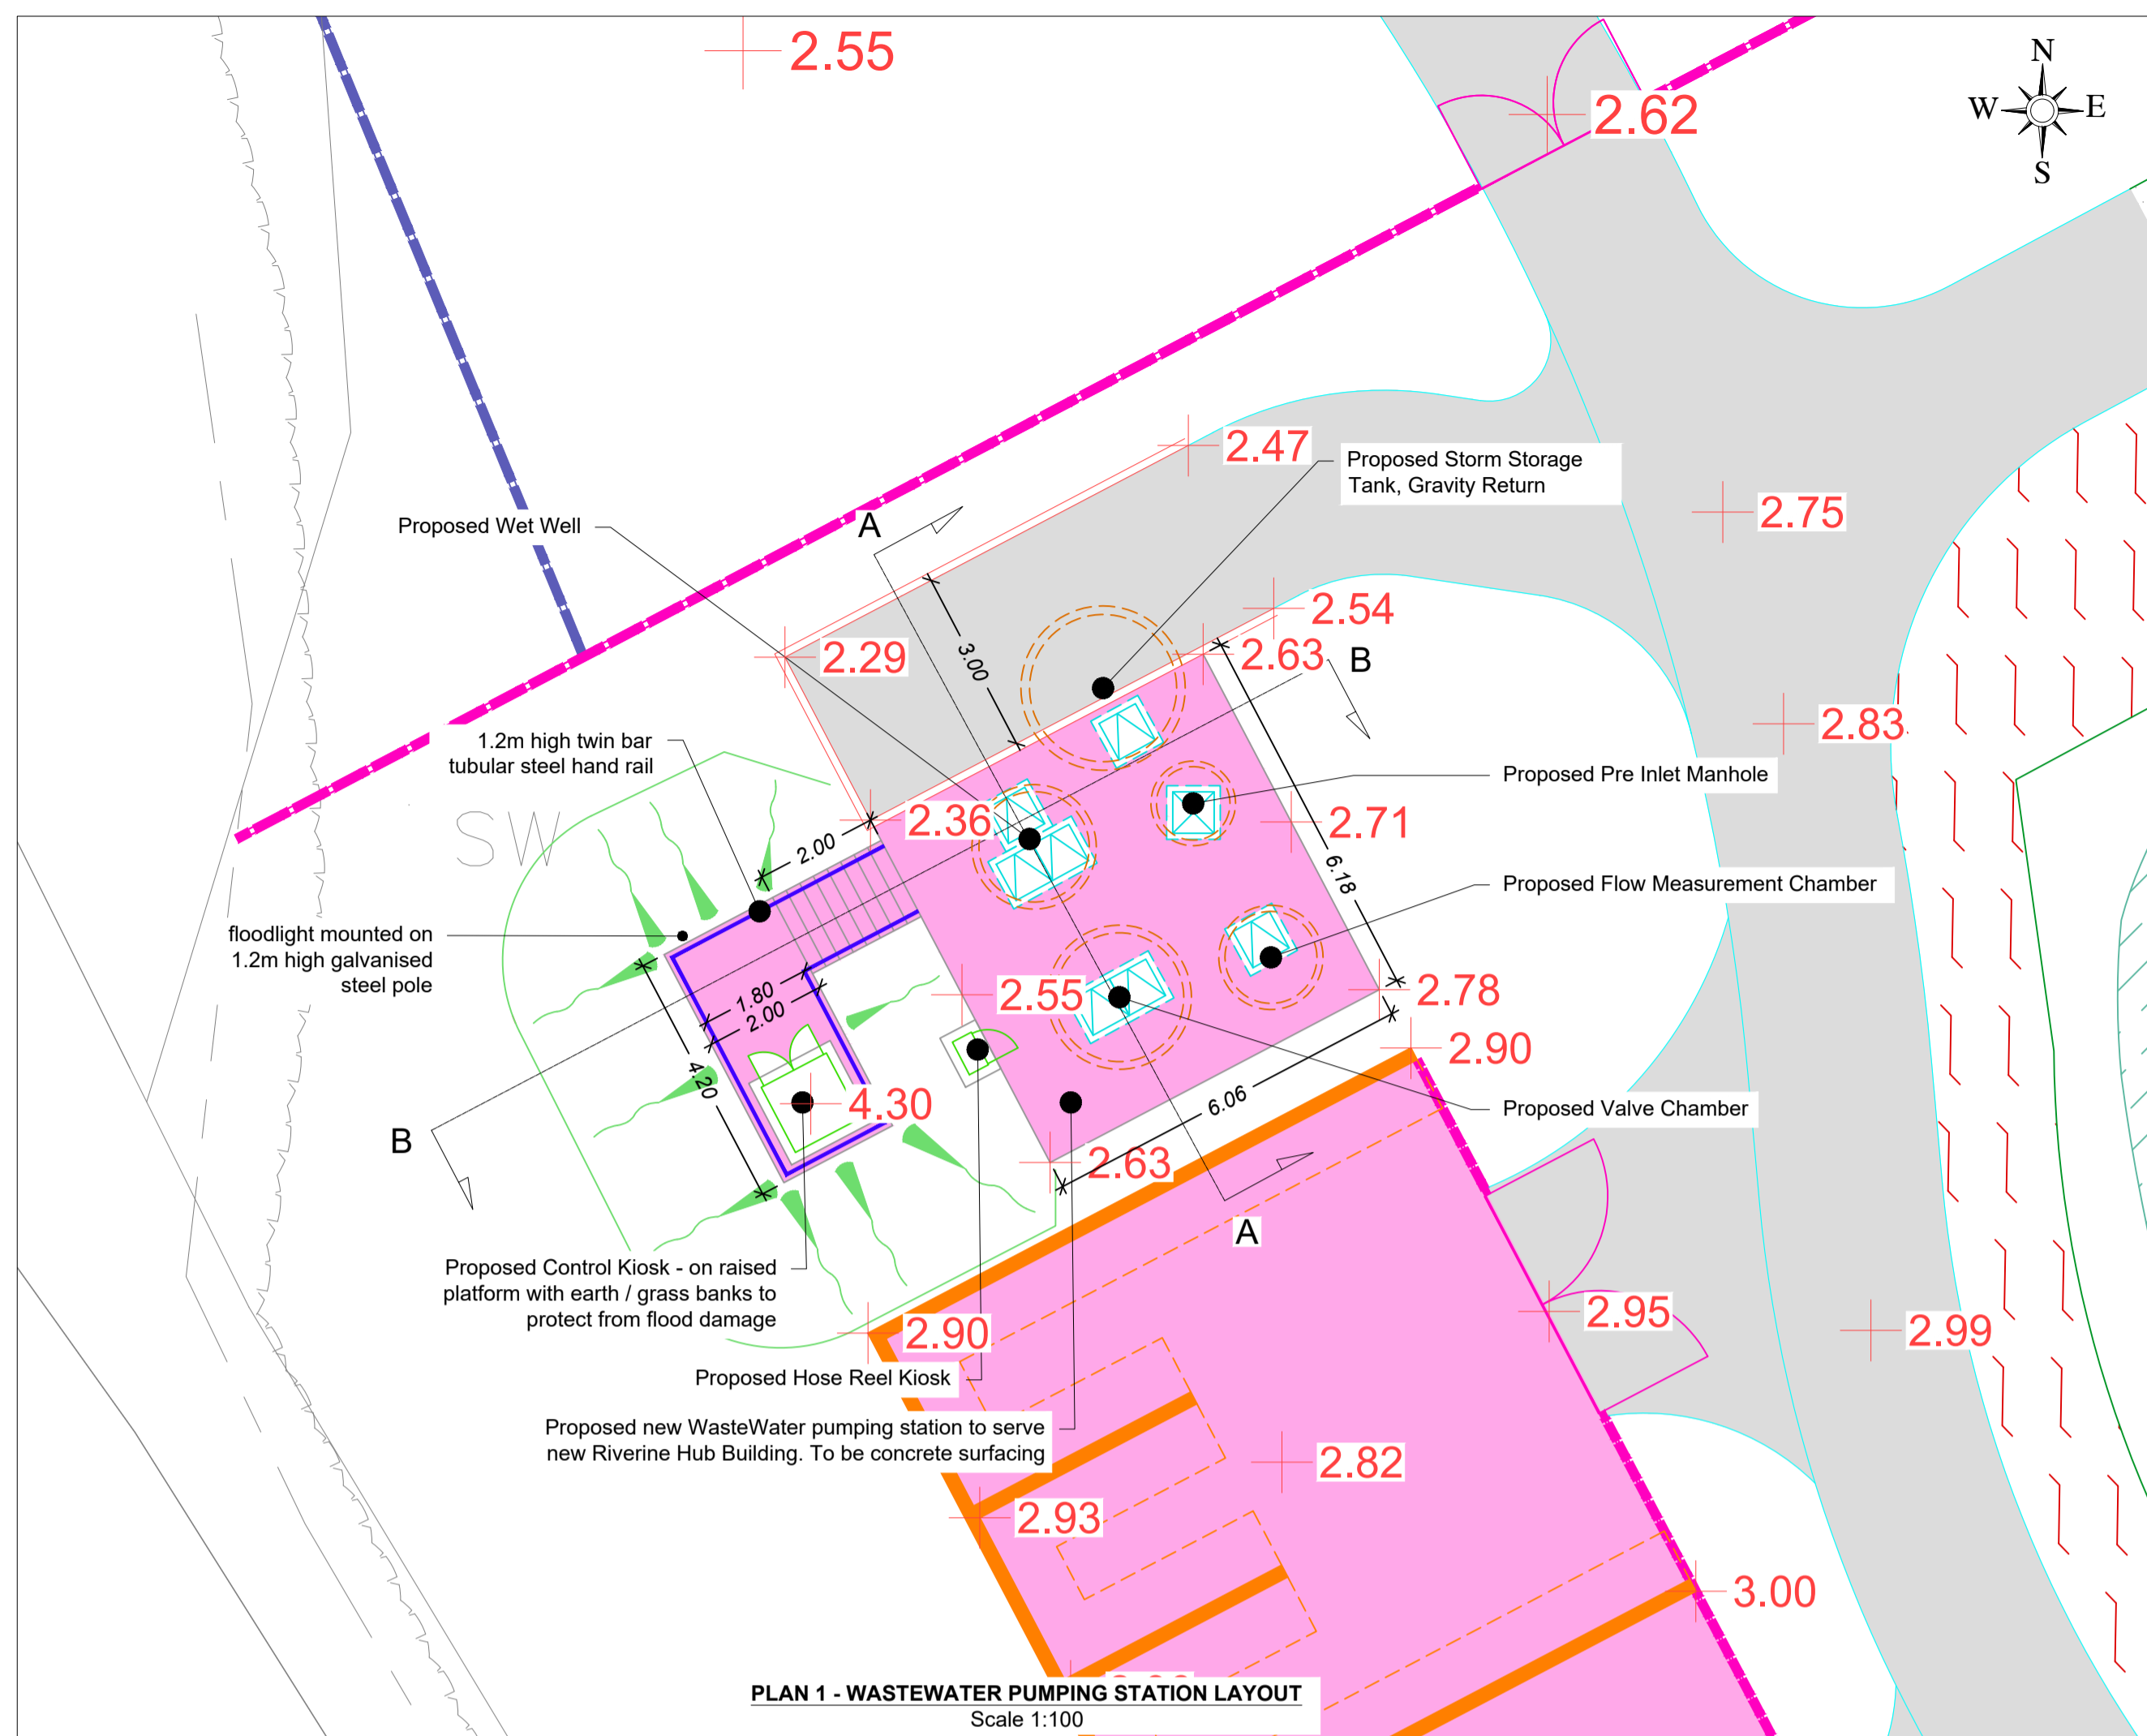 2.55
N
2.62
W
E
S
2.47
Proposed Storm Storage
Tank, Gravity Return
2.75
Proposed Wet Well
A
2.54
2.29
3.00
2.63
B
2.83
1.2m high twin bar
tubular steel hand rail
Proposed Pre Inlet Manhole
SW
2.36
2.71
2.00
6.18
Proposed Flow Measurement Chamber
floodlight mounted on
1.2m high galvanised
steel pole
1.80
2.00
2.55
2.78
4.20
2.90
4.30
6.06
Proposed Valve Chamber
B
2.63
A
Proposed Control Kiosk - on raised
platform with earth / grass banks to
protect from flood damage
2.95
2.90
2.99
Proposed Hose Reel Kiosk
Proposed new WasteWater pumping station to serve
new Riverine Hub Building. To be concrete surfacing
2.82
2.93
3.00
PLAN 1 - WASTEWATER PUMPING STATION LAYOUT
Scale 1:100